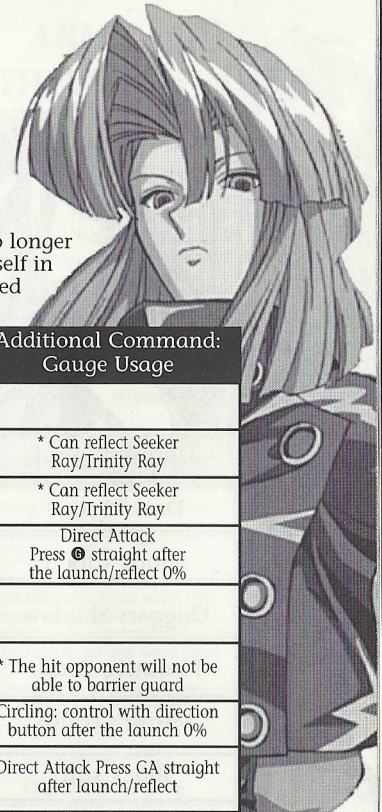 longer
self in
ed
Additional Command:
Gauge Usage
* Can reflect Seeker
Ray/Trinity Ray
* Can reflect Seeker
Ray/Trinity Ray
Direct Attack
Press G straight after
the launch/reflect 0%
* The hit opponent will not be
able to barrier guard
Circling: control with direction
button after the launch 0%
Direct Attack Press GA straight
after launch/reflect